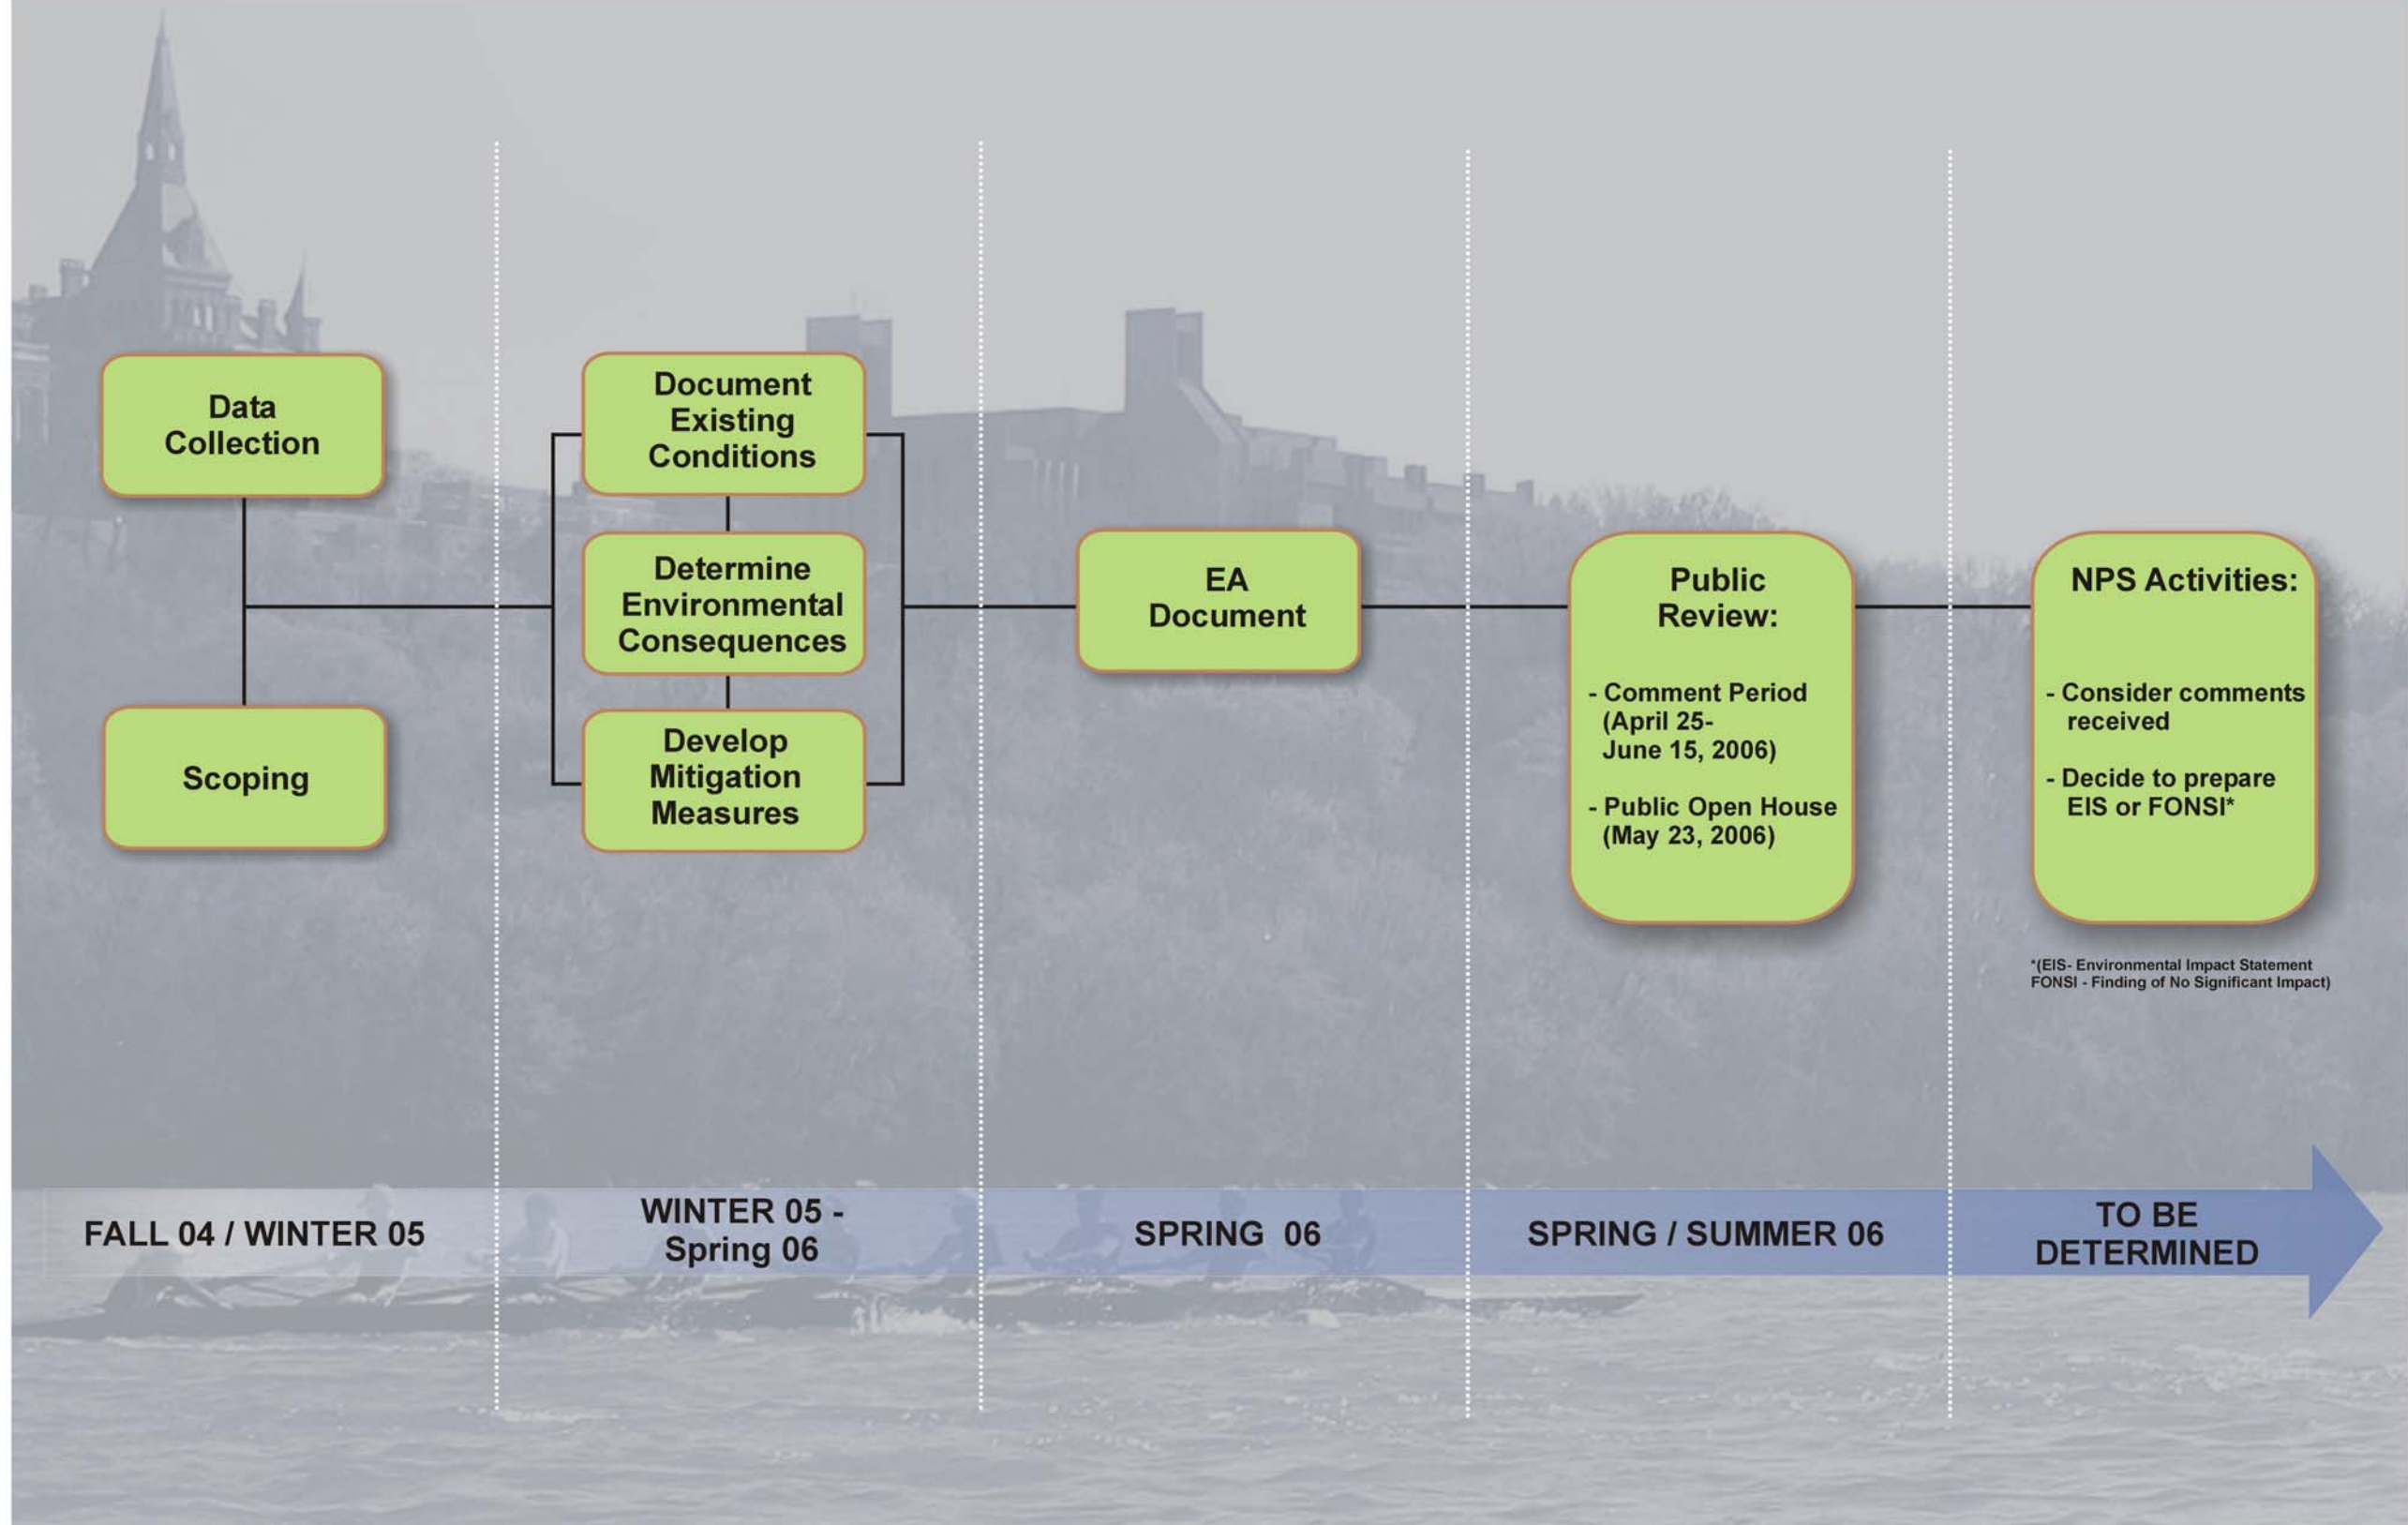 Data
Collection
Scoping
Document
Existing
Conditions
Determine
Environmental
Consequences
Develop
Mitigation
Measures
EA
Document
Public
Review:
- Comment Period
(April 25-
June 15, 2006)
- Public Open House
(May 23, 2006)
NPS Activities:
- Consider comments
received
- Decide to prepare
EIS or FONSI*
*(EIS- Environmental Impact Statement
FONSI - Finding of No Significant Impact)
FALL 04 / WINTER 05
WINTER 05 -
Spring 06
SPRING 06
SPRING / SUMMER 06
TO BE
DETERMINED